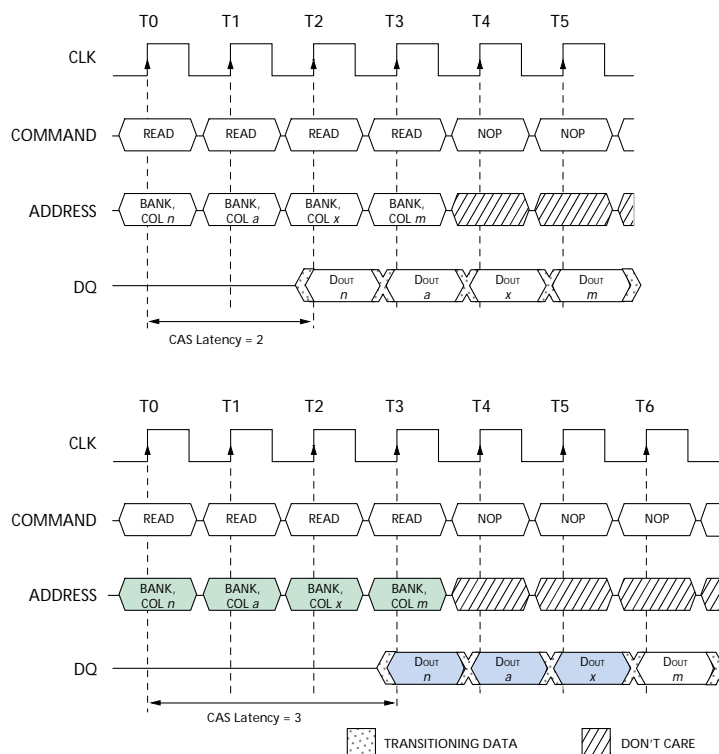 T0 T1 T2 T3 T4 T5
CLK
COMMAND READ READ READ READ NOP NOP
ADDRESS BANK, COL n BANK, COL a BANK, COL x BANK, COL m
DQ DOUT n DOUT a DOUT x DOUT m
CAS Latency = 2
T0 T1 T2 T3 T4 T5 T6
CLK
COMMAND READ READ READ READ NOP NOP NOP
ADDRESS BANK, COL n BANK, COL a BANK, COL x BANK, COL m
DQ DOUT n DOUT a DOUT x DOUT m
CAS Latency = 3
TRANSITIONING DATA DON'T CARE